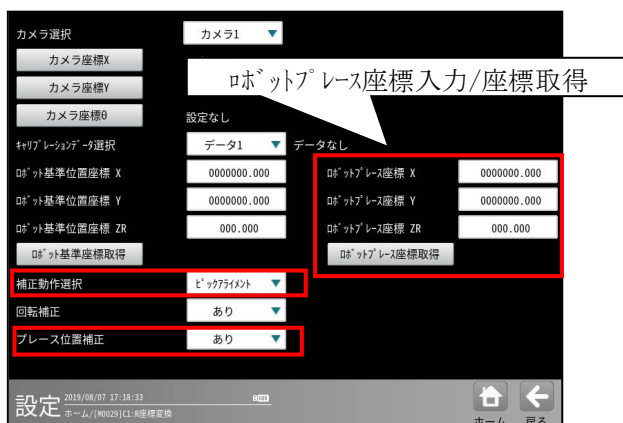 カメラ選択 カメラ1
カメラ座標X
カメラ座標Y
ﾛﾎﾞｯﾄﾌﾟﾚｰｽ座標入力/座標取得
カメラ座標θ 設定なし
ｷｬﾘﾌﾞﾚｰｼｮﾝﾃﾞｰﾀ選択 データ1 データなし
ﾛﾎﾞｯﾄ基準位置座標 X 0000000.000 ﾛﾎﾞｯﾄﾌﾟﾚｰｽ座標 X 0000000.000
ﾛﾎﾞｯﾄ基準位置座標 Y 0000000.000 ﾛﾎﾞｯﾄﾌﾟﾚｰｽ座標 Y 0000000.000
ﾛﾎﾞｯﾄ基準位置座標 ZR 000.000 ﾛﾎﾞｯﾄﾌﾟﾚｰｽ座標 ZR 000.000
ﾛﾎﾞｯﾄ基準座標取得 ﾛﾎﾞｯﾄﾌﾟﾚｰｽ座標取得
補正動作選択 ﾋﾟｯｸｱﾗｲﾒﾝﾄ
回転補正 あり
プレース位置補正 あり
設定 2019/08/07 17:18:33
ホーム/[M0029]C1:R座標変換
ホーム 戻る